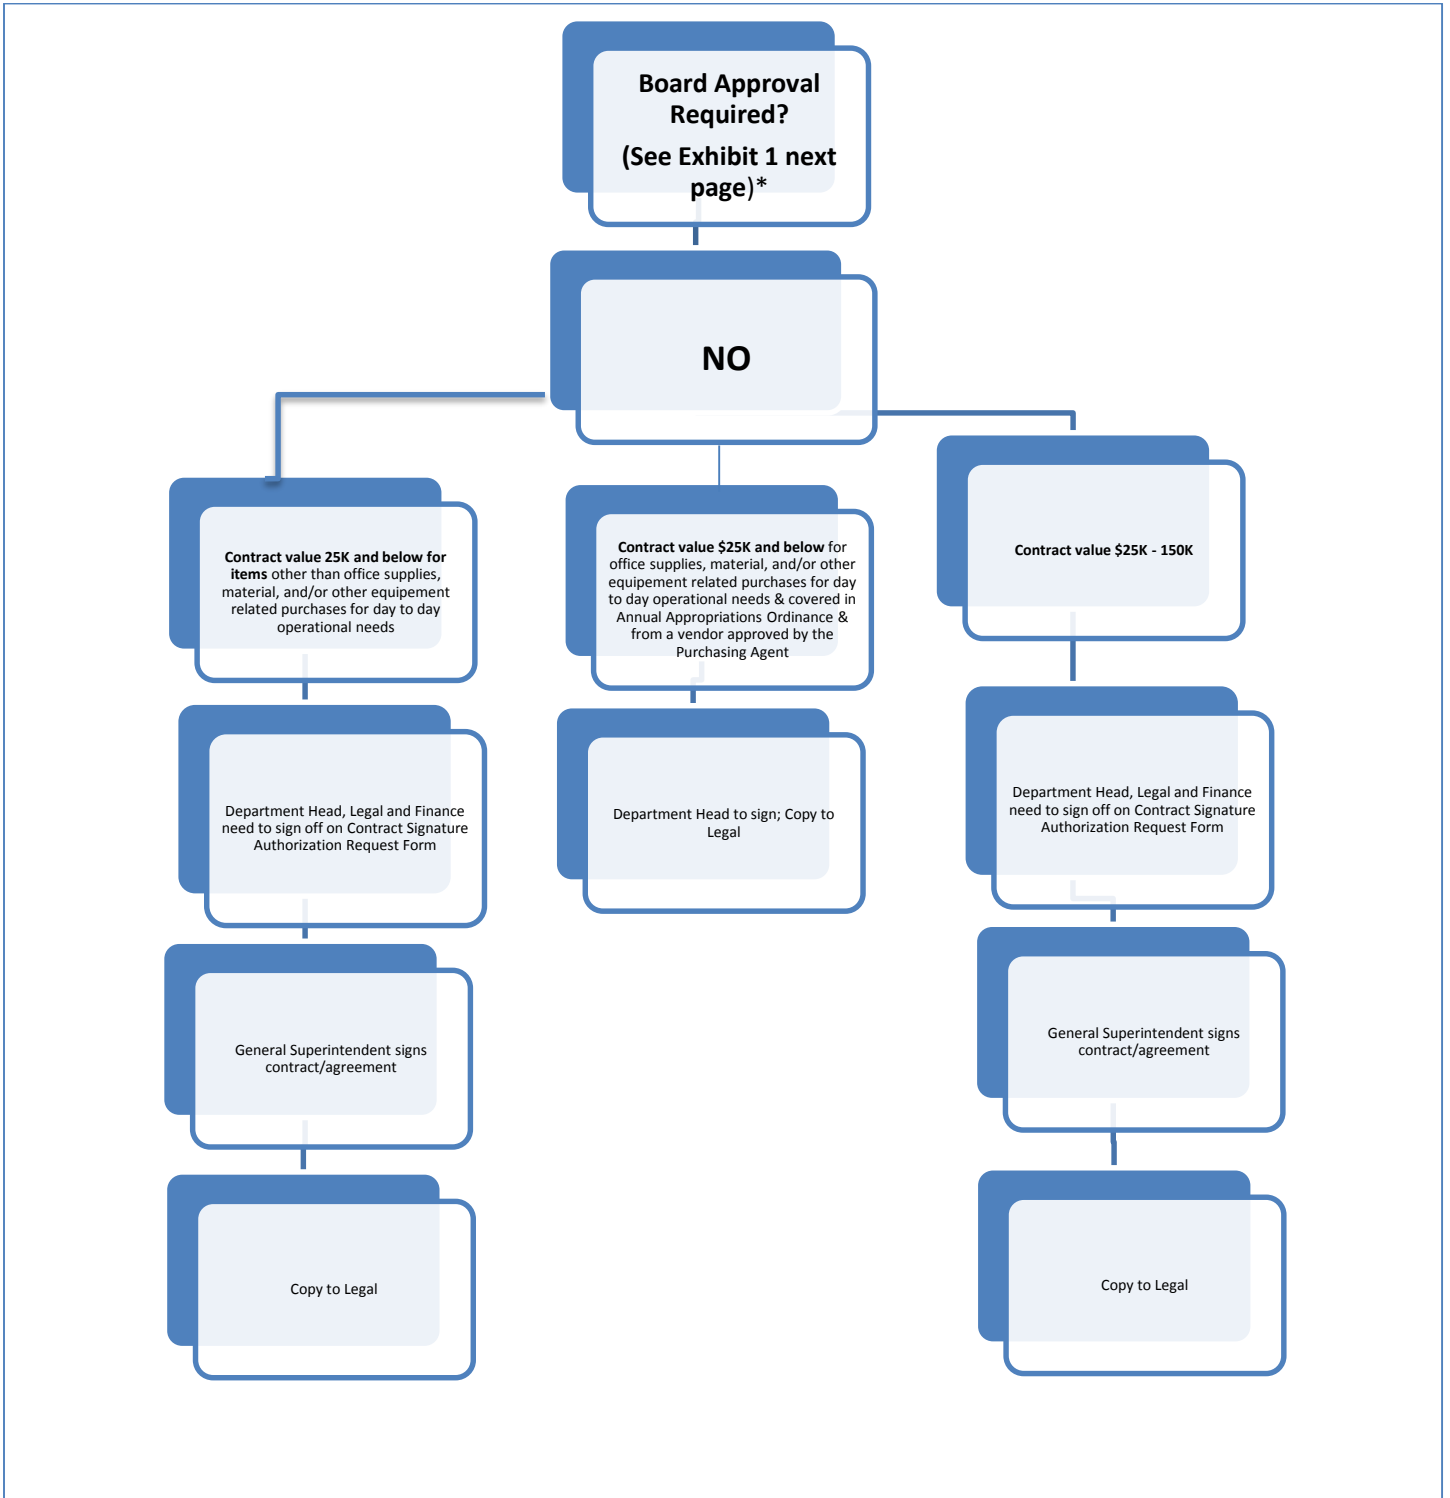 Board Approval
Required?
(See Exhibit 1 next
page)*
NO
Contract value 25K and below for
items other than office supplies,
material, and/or other equipement
related purchases for day to day
operational needs
Contract value $25K and below for
office supplies, material, and/or other
equipement related purchases for day
to day operational needs & covered in
Annual Appropriations Ordinance &
from a vendor approved by the
Purchasing Agent
Contract value $25K - 150K
Department Head, Legal and Finance
need to sign off on Contract Signature
Authorization Request Form
Department Head to sign; Copy to
Legal
Department Head, Legal and Finance
need to sign off on Contract Signature
Authorization Request Form
General Superintendent signs
contract/agreement
General Superintendent signs
contract/agreement
Copy to Legal
Copy to Legal